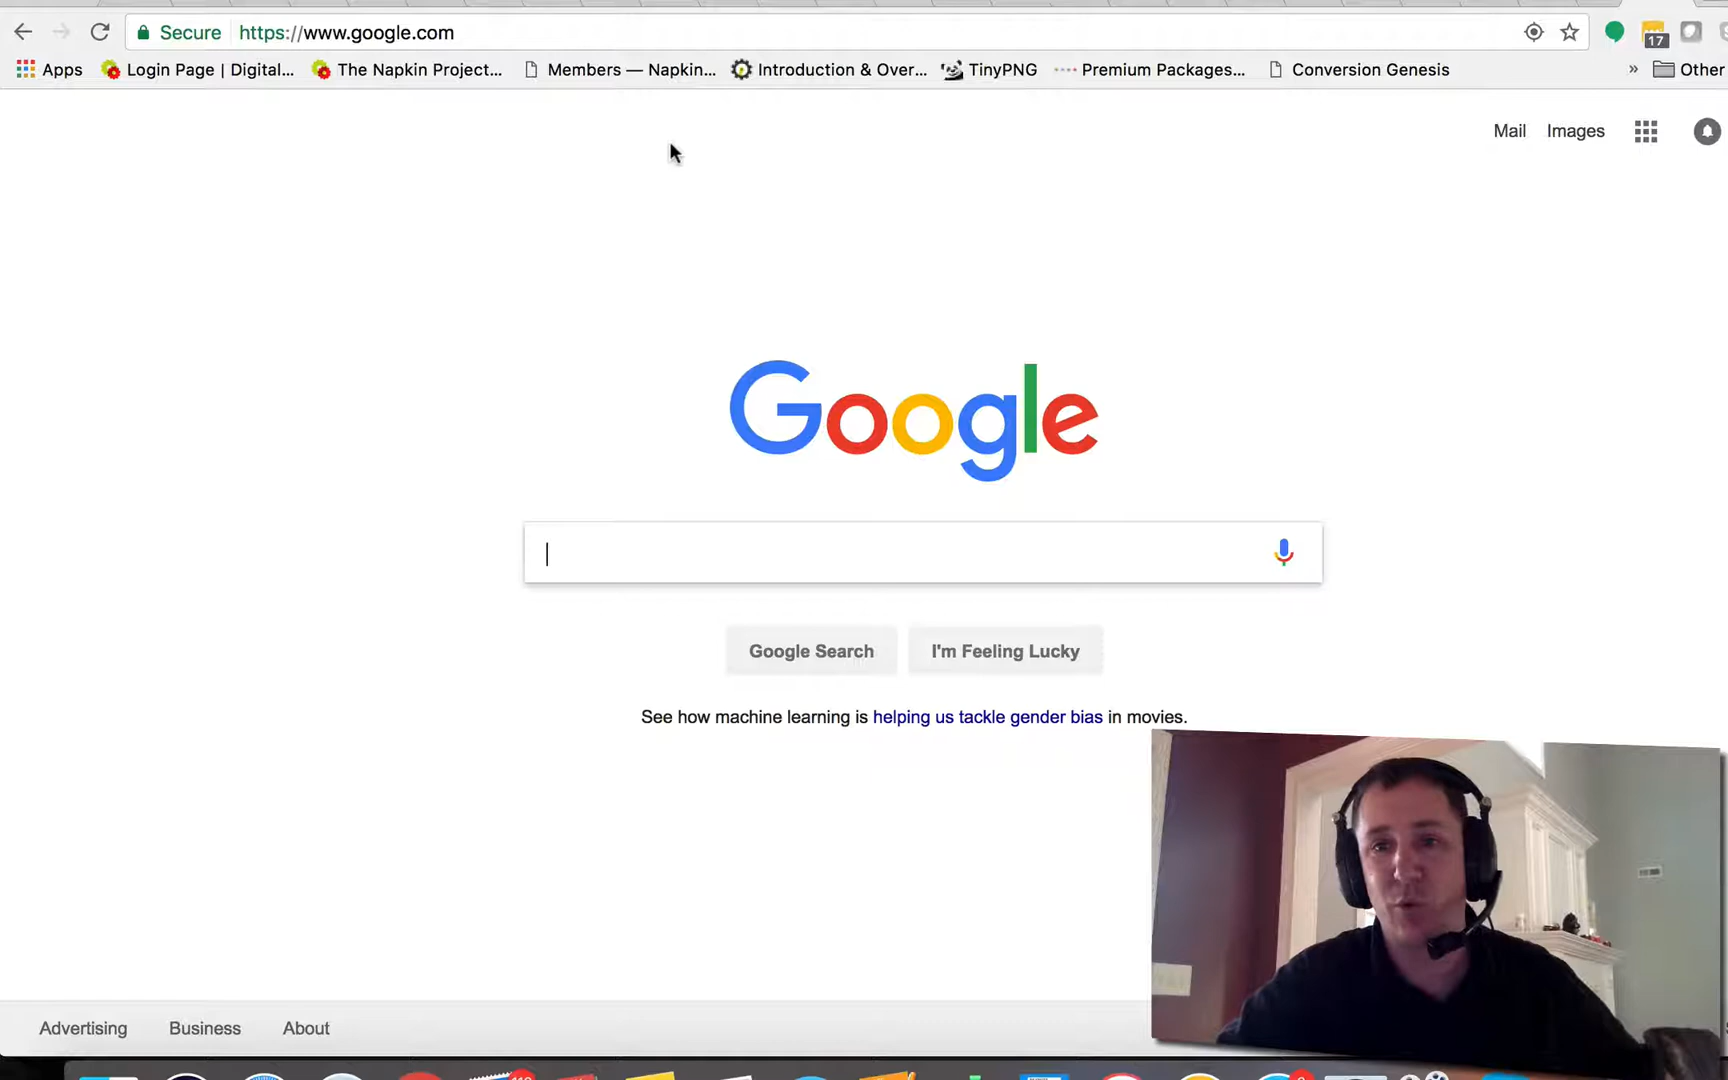 Secure https://www.google.com 17
Apps Login Page | Digital... The Napkin Project... Members — Napkin... Introduction & Over... TinyPNG Premium Packages... Conversion Genesis » Other
Mail Images
Google
Google Search I'm Feeling Lucky
See how machine learning is helping us tackle gender bias in movies.
Advertising Business About